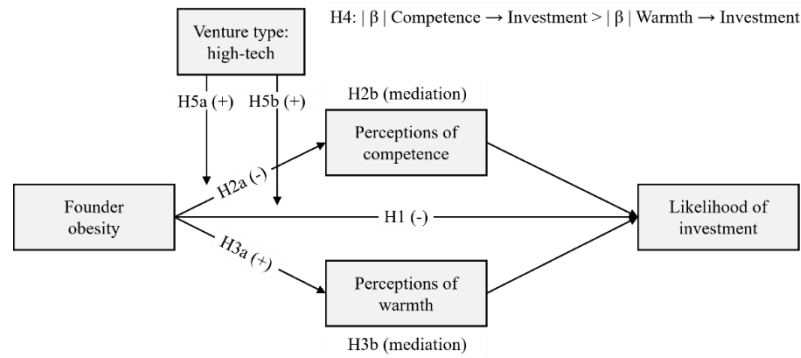 Venture type:
high-tech
H4: | β | Competence → Investment > | β | Warmth → Investment
H5a (+)
H5b (+)
H2b (mediation)
Perceptions of
competence
H2a (-)
Founder
obesity
H1 (-)
Likelihood of
investment
H3a (+)
Perceptions of
warmth
H3b (mediation)